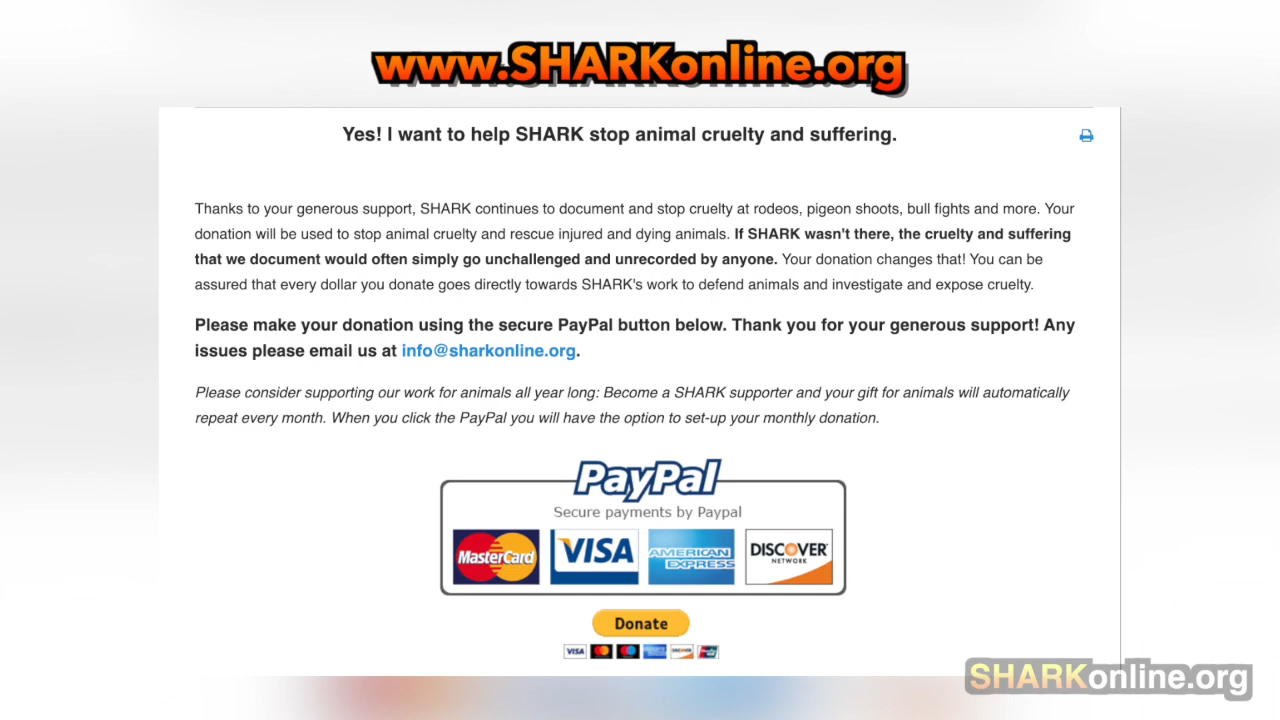 www.SHARKonline.org
Yes! I want to help SHARK stop animal cruelty and suffering.
Thanks to your generous support, SHARK continues to document and stop cruelty at rodeos, pigeon shoots, bull fights and more. Your
donation will be used to stop animal cruelty and rescue injured and dying animals. If SHARK wasn't there, the cruelty and suffering
that we document would often simply go unchallenged and unrecorded by anyone. Your donation changes that! You can be
assured that every dollar you donate goes directly towards SHARK's work to defend animals and investigate and expose cruelty.
Please make your donation using the secure PayPal button below. Thank you for your generous support! Any
issues please email us at info@sharkonline.org.
Please consider supporting our work for animals all year long: Become a SHARK supporter and your gift for animals will automatically
repeat every month. When you click the PayPal you will have the option to set-up your monthly donation.
PayPal
Secure payments by Paypal
MasterCard VISA AMERICAN EXPRESS DISCOVER NETWORK
Donate
VISA
SHARKonline.org